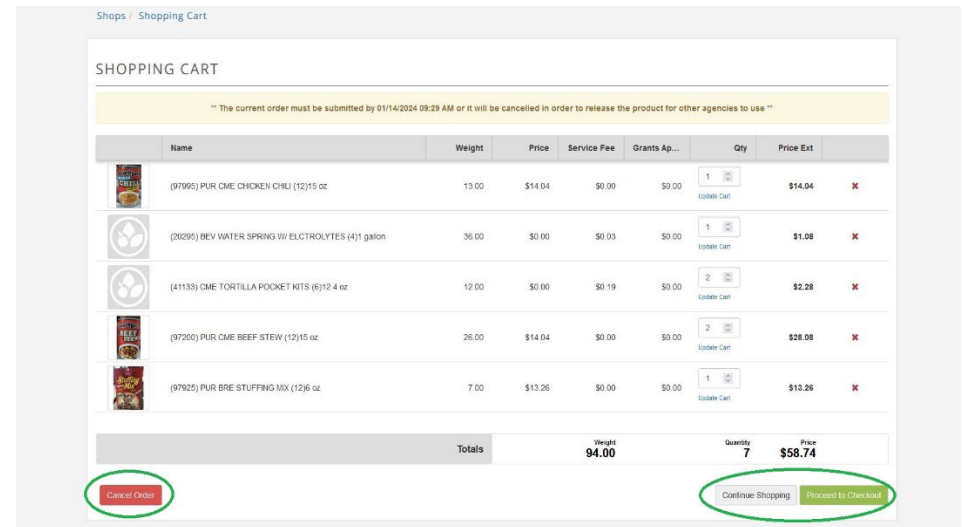 Shops / Shopping Cart
SHOPPING CART
** The current order must be submitted by 01/14/2024 09:29 AM or it will be cancelled in order to release the product for other agencies to use **
Name Weight Price Service Fee Grants Ap... Qty Price Ext
CHILI
(97995) PUR CME CHICKEN CHILI (12)15 oz 13.00 $14.04 $0.00 $0.00 1 $14.04
Update Cart
(20295) BEV WATER SPRING W/ ELCTROLYTES (4)1 gallon 36.00 $0.00 $0.03 $0.00 1 $1.08
Update Cart
(41133) CME TORTILLA POCKET KITS (6)12.4 oz 12.00 $0.00 $0.19 $0.00 2 $2.28
Update Cart
BEEF STEW
(97200) PUR CME BEEF STEW (12)15 oz 26.00 $14.04 $0.00 $0.00 2 $28.08
Update Cart
Stuffing Mix
(97925) PUR BRE STUFFING MIX (12)6 oz 7.00 $13.26 $0.00 $0.00 1 $13.26
Update Cart
Totals Weight Quantity Price
94.00 7 $58.74
Cancel Order Continue Shopping Proceed to Checkout